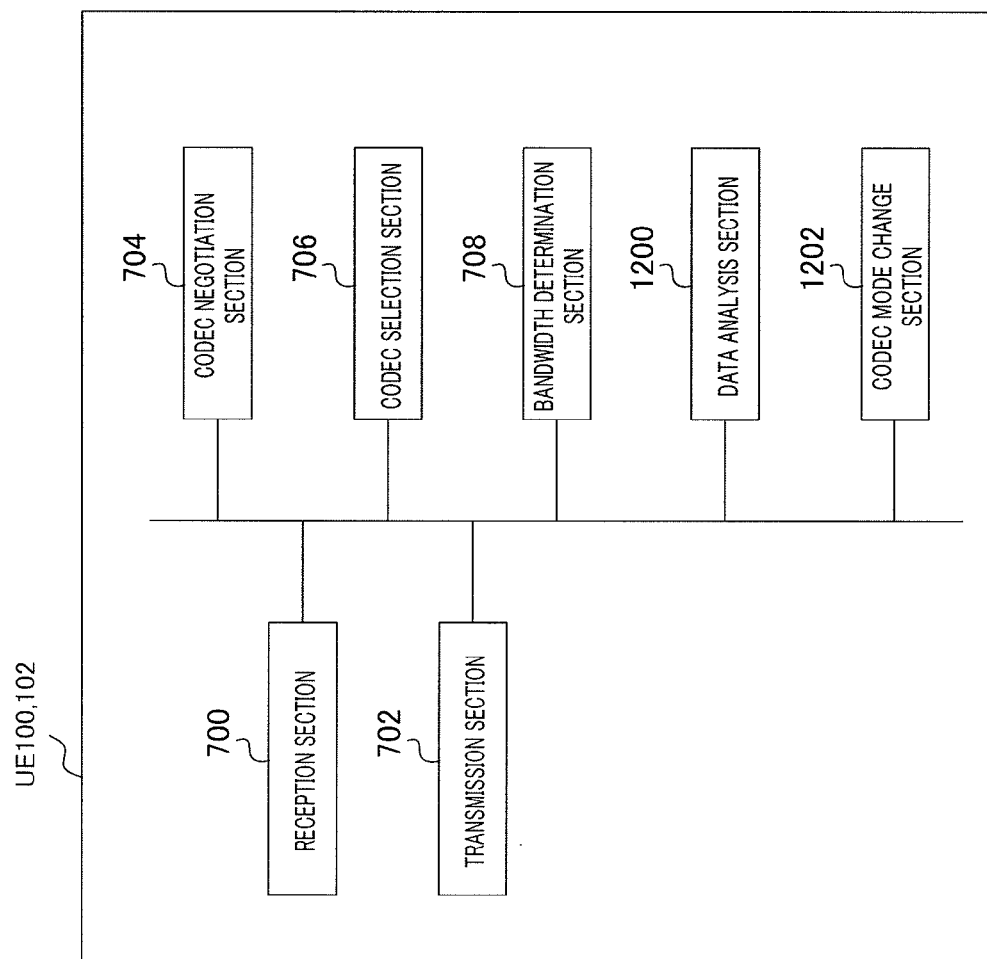 UE100,102
700
RECEPTION SECTION
702
TRANSMISSION SECTION
704
CODEC NEGOTIATION
SECTION
706
CODEC SELECTION SECTION
708
BANDWIDTH DETERMINATION
SECTION
1200
DATA ANALYSIS SECTION
1202
CODEC MODE CHANGE
SECTION